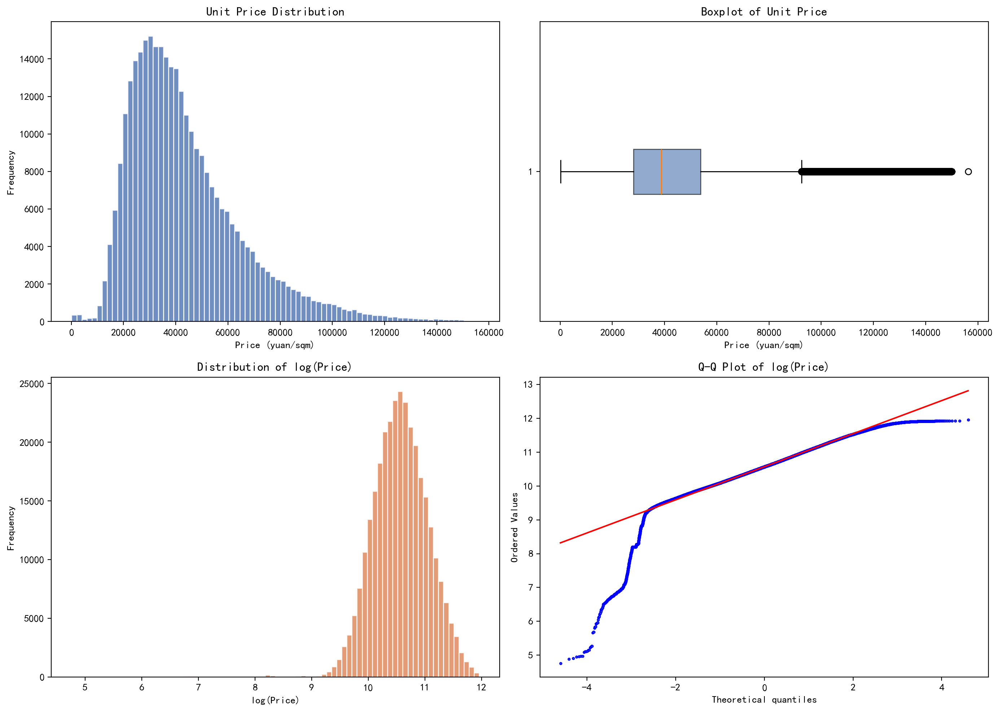 Unit Price Distribution
Frequency
14000
12000
10000
8000
6000
4000
2000
0
0 20000 40000 60000 80000 100000 120000 140000 160000
Price (yuan/sqm)
Boxplot of Unit Price
1
0 20000 40000 60000 80000 100000 120000 140000 160000
Price (yuan/sqm)
Distribution of log(Price)
Frequency
25000
20000
15000
10000
5000
0
5 6 7 8 9 10 11 12
log(Price)
Q-Q Plot of log(Price)
Ordered Values
13
12
11
10
9
8
7
6
5
-4 -2 0 2 4
Theoretical quantiles